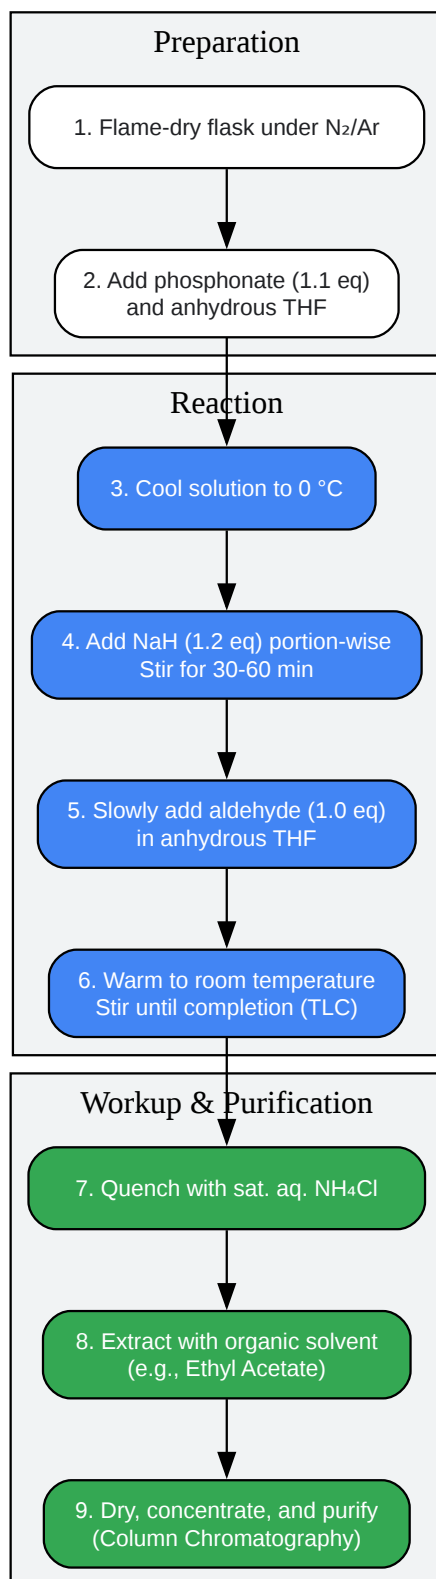 Preparation
1. Flame-dry flask under N₂/Ar
2. Add phosphonate (1.1 eq)
and anhydrous THF
Reaction
3. Cool solution to 0 °C
4. Add NaH (1.2 eq) portion-wise
Stir for 30-60 min
5. Slowly add aldehyde (1.0 eq)
in anhydrous THF
6. Warm to room temperature
Stir until completion (TLC)
Workup & Purification
7. Quench with sat. aq. NH₄Cl
8. Extract with organic solvent
(e.g., Ethyl Acetate)
9. Dry, concentrate, and purify
(Column Chromatography)